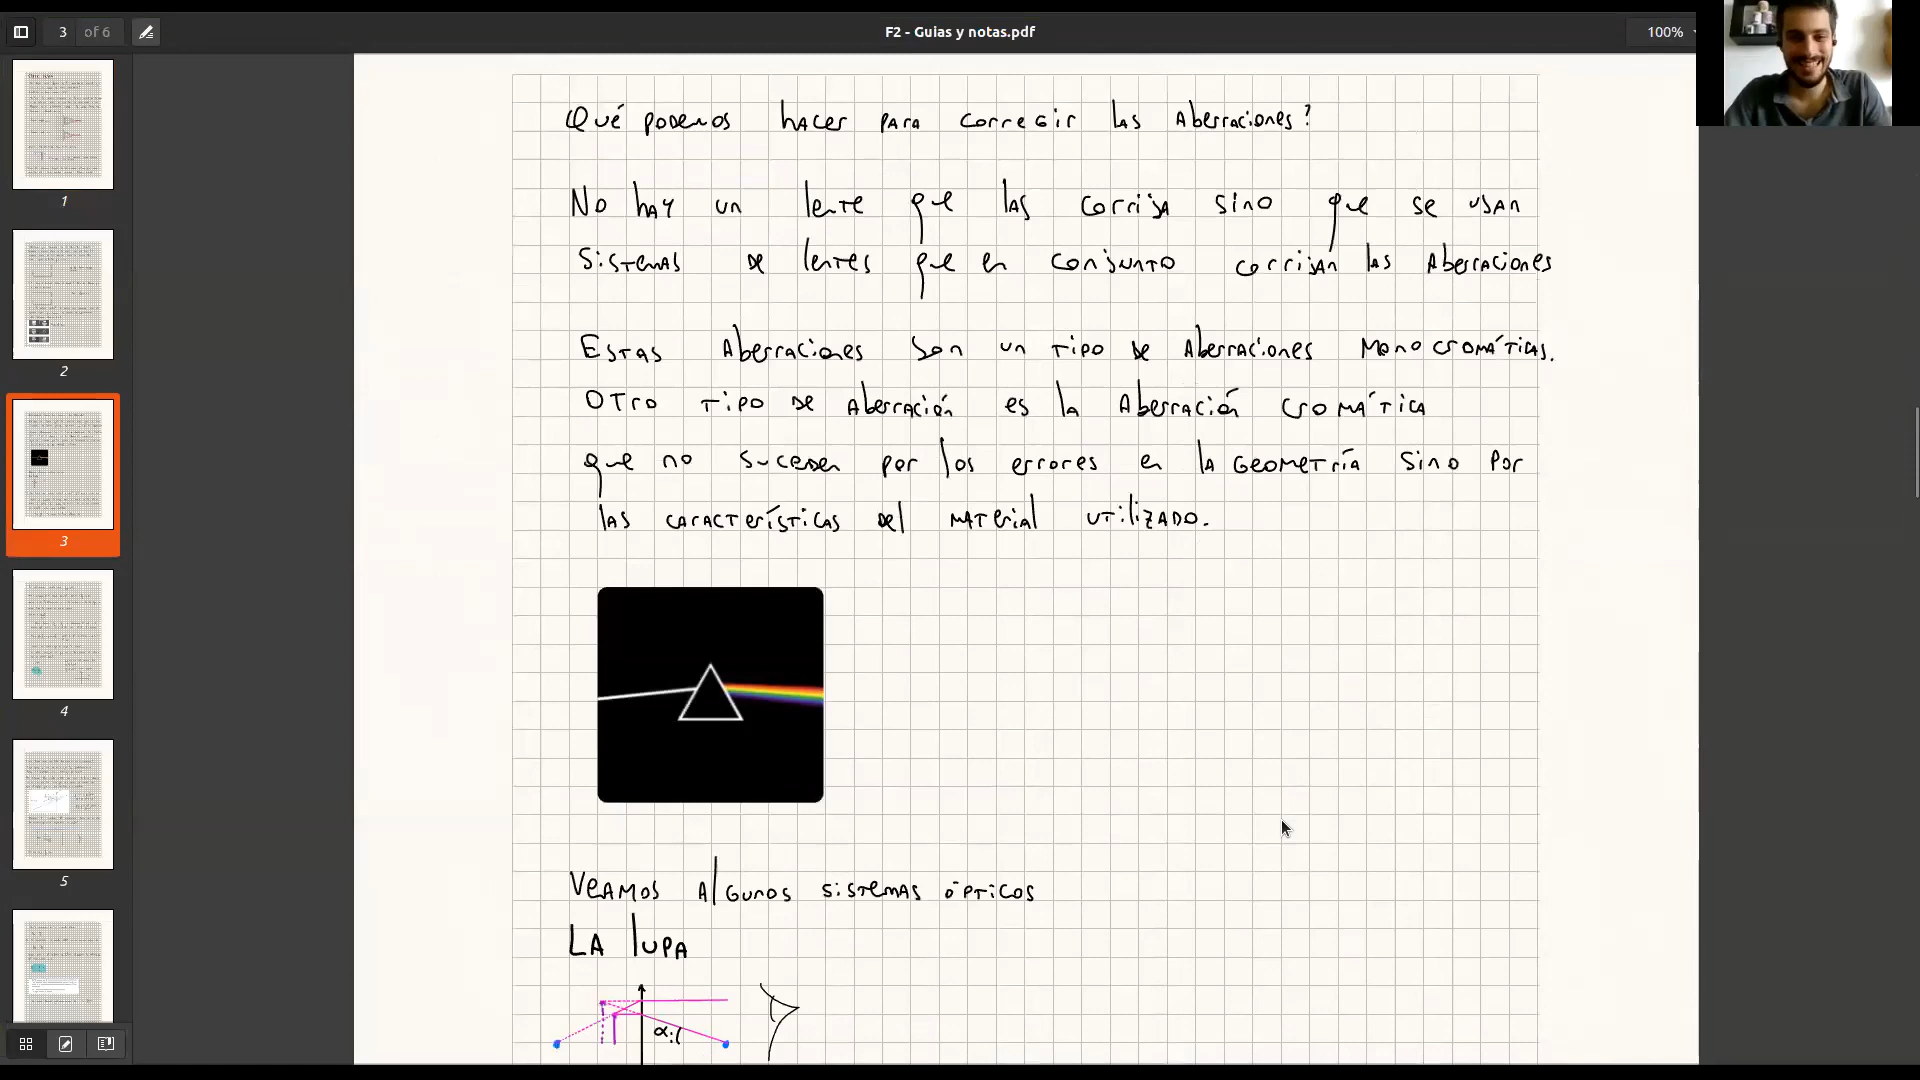 3 of 6
F2 - Guias y notas.pdf
100%
1
2
3
4
5
Qué podemos hacer para corregir las Aberraciones?
No hay un lente que las corrija sino que se usan
sistemas de lentes que en conjunto corrijan las Aberraciones
Estas Aberraciones son un tipo de Aberraciones monocromáticas.
Otro tipo de Aberración es la Aberración cromática
que no suceden por los errores en la geometría sino por
las características del material utilizado.
Veamos algunos sistemas ópticos
La lupa